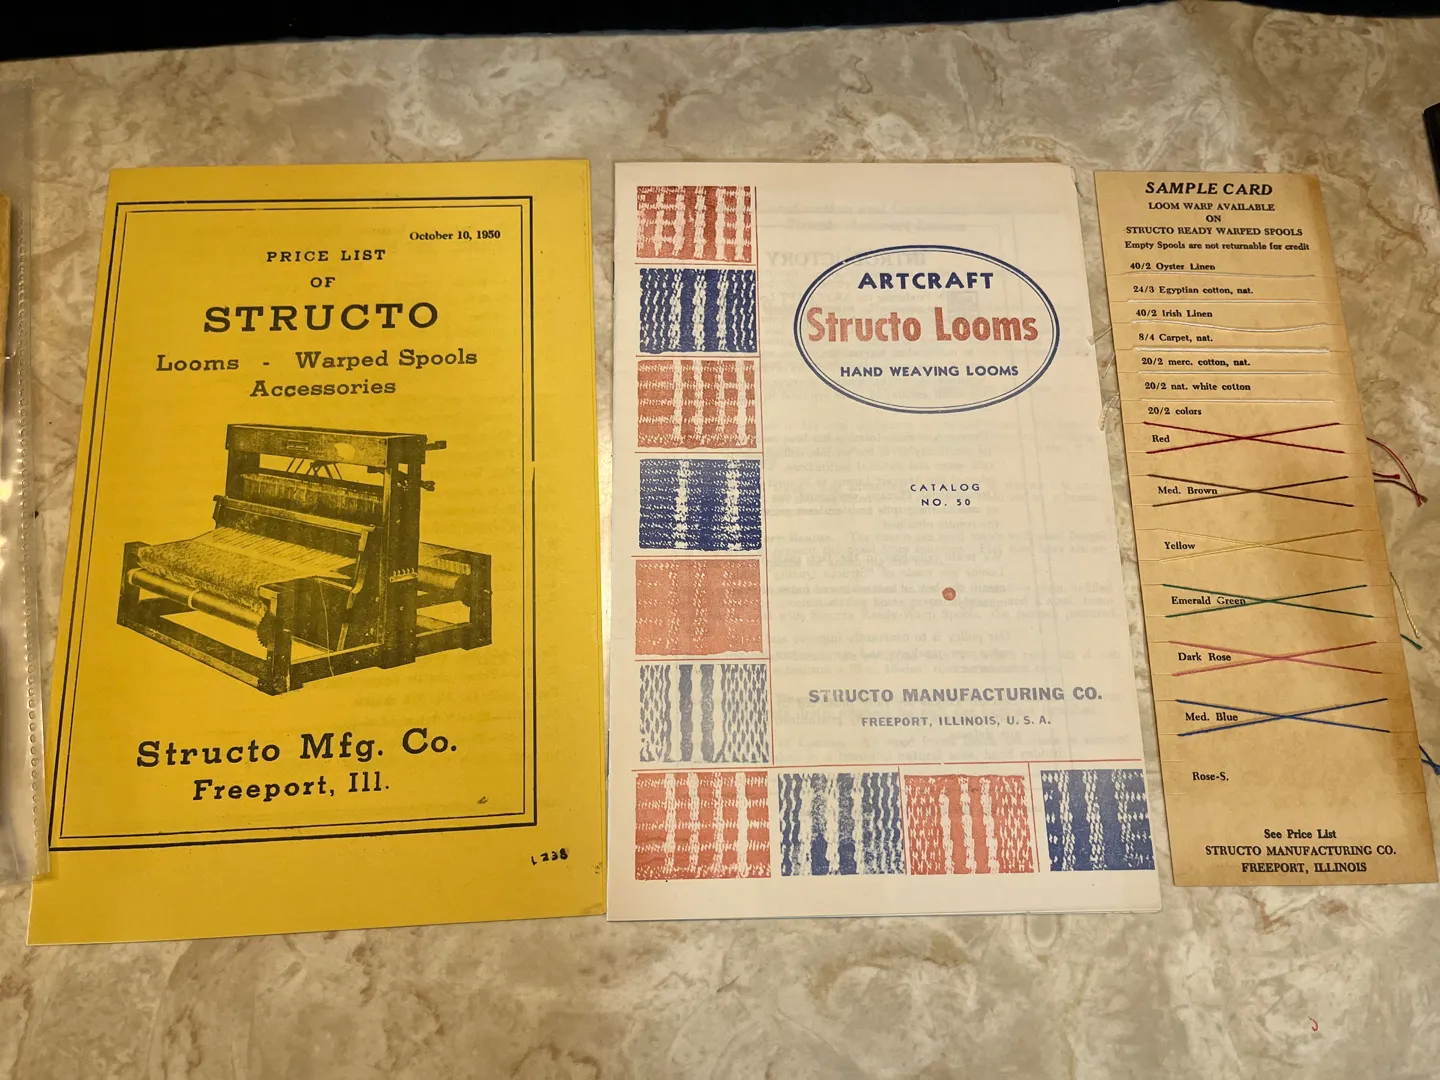 October 10, 1950
PRICE LIST
OF
STRUCTO
Looms - Warped Spools
Accessories
Structo Mfg. Co.
Freeport, Ill.
L 238
ARTCRAFT
Structo Looms
HAND WEAVING LOOMS
CATALOG
NO. 50
STRUCTO MANUFACTURING CO.
FREEPORT, ILLINOIS, U. S. A.
SAMPLE CARD
LOOM WARP AVAILABLE
ON
STRUCTO READY WARPED SPOOLS
Empty Spools are not returnable for credit
40/2 Oyster Linen
24/3 Egyptian cotton, nat.
40/2 Irish Linen
8/4 Carpet, nat.
20/2 merc. cotton, nat.
20/2 nat. white cotton
20/2 colors
Red
Med. Brown
Yellow
Emerald Green
Dark Rose
Med. Blue
Rose-S.
See Price List
STRUCTO MANUFACTURING CO.
FREEPORT, ILLINOIS